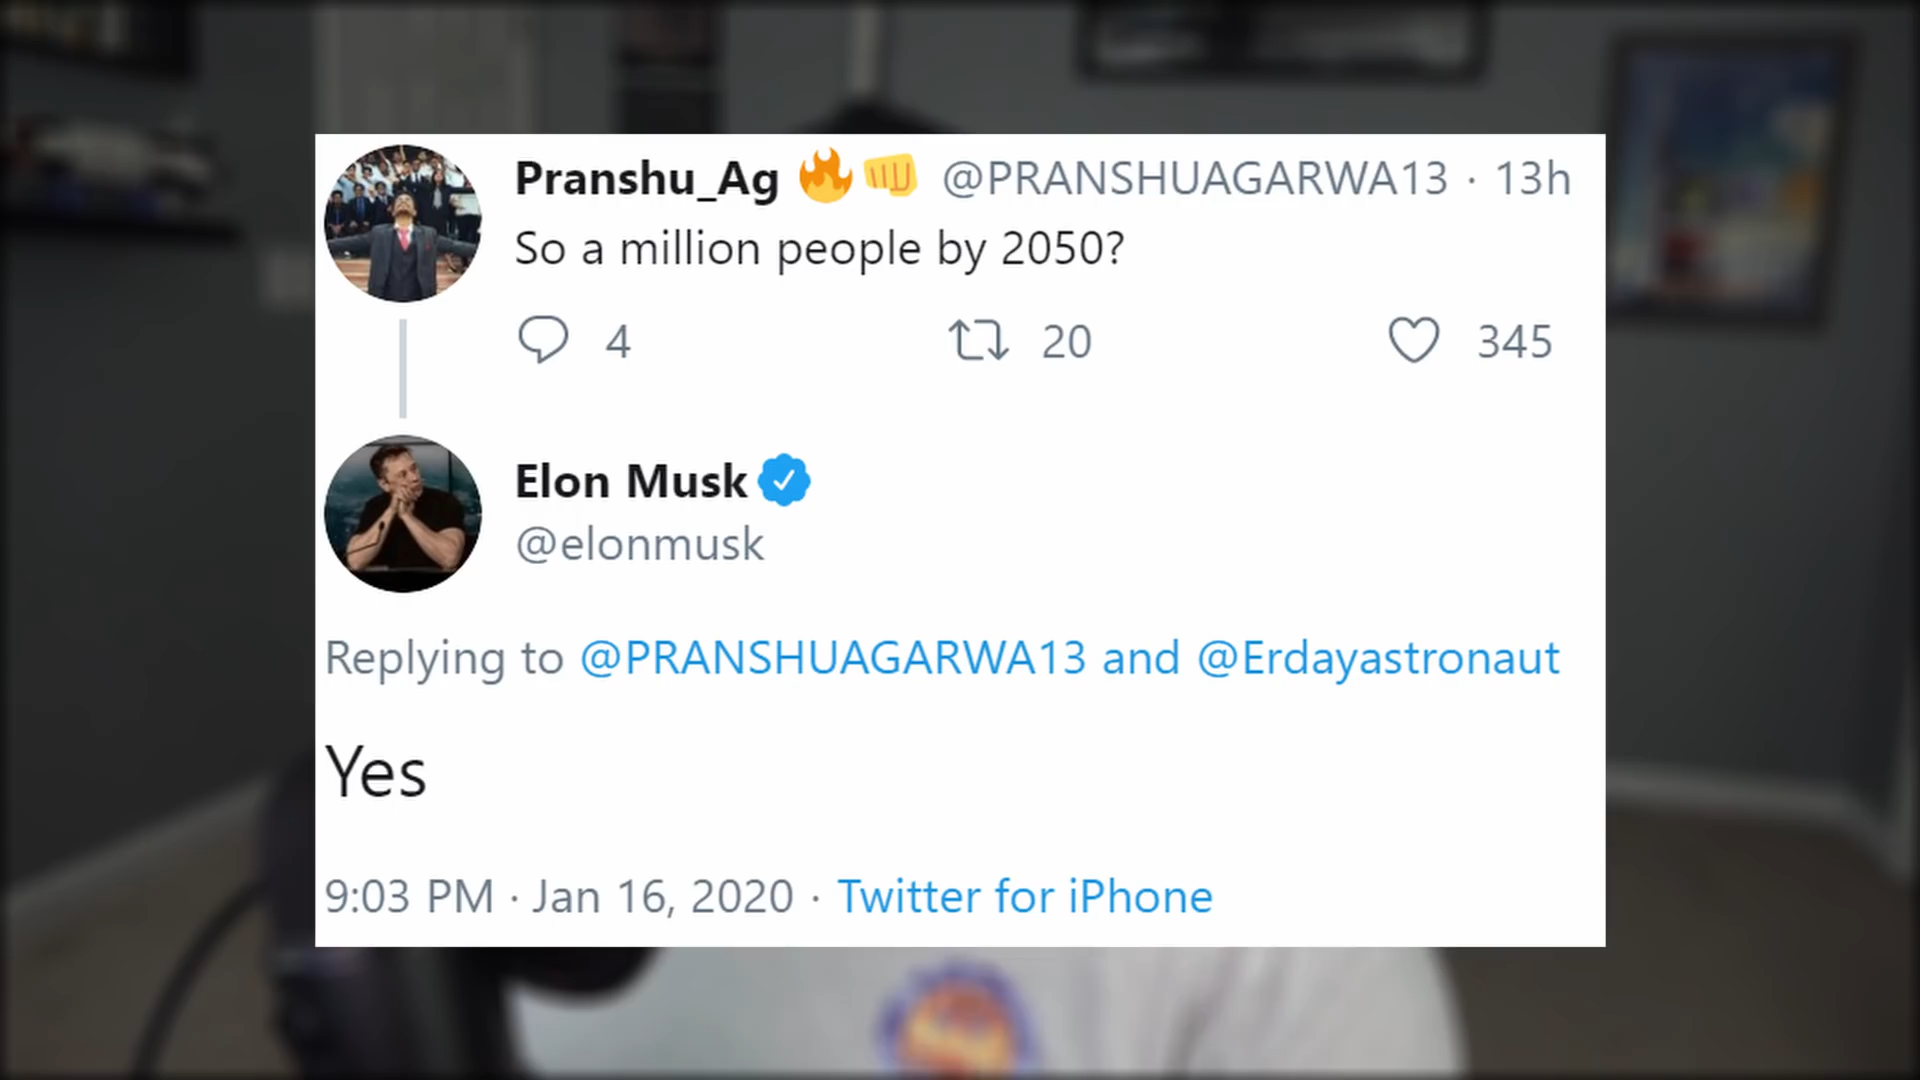 Pranshu_Ag 🔥👊 @PRANSHUAGARWA13 · 13h
So a million people by 2050?
4 20 345
Elon Musk
@elonmusk
Replying to @PRANSHUAGARWA13 and @Erdayastronaut
Yes
9:03 PM · Jan 16, 2020 · Twitter for iPhone